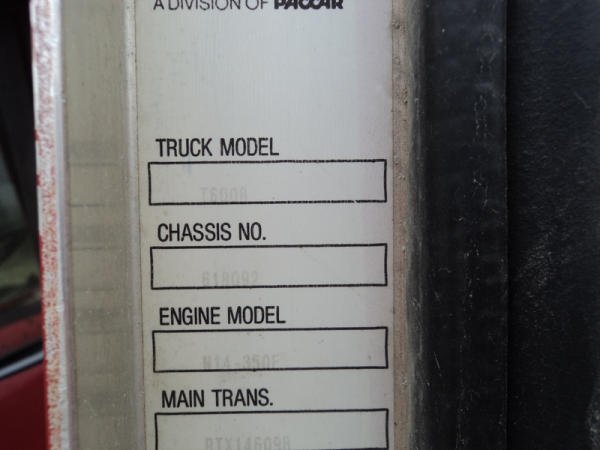 A DIVISION OF PACCAR
TRUCK MODEL
T600B
CHASSIS NO.
618092
ENGINE MODEL
N14-350E
MAIN TRANS.
RTX14609B